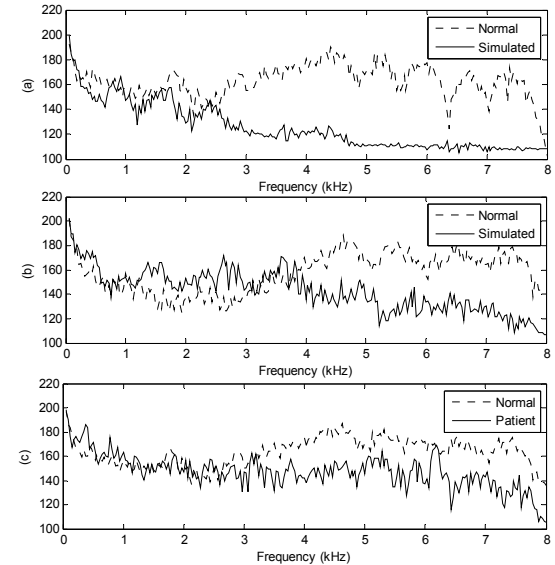 220
200
180
160
140
120
100
(a)
Normal
Simulated
0 1 2 3 4 5 6 7 8
Frequency (kHz)
220
200
180
160
140
120
100
(b)
Normal
Simulated
0 1 2 3 4 5 6 7 8
Frequency (kHz)
220
200
180
160
140
120
100
(c)
Normal
Patient
0 1 2 3 4 5 6 7 8
Frequency (kHz)